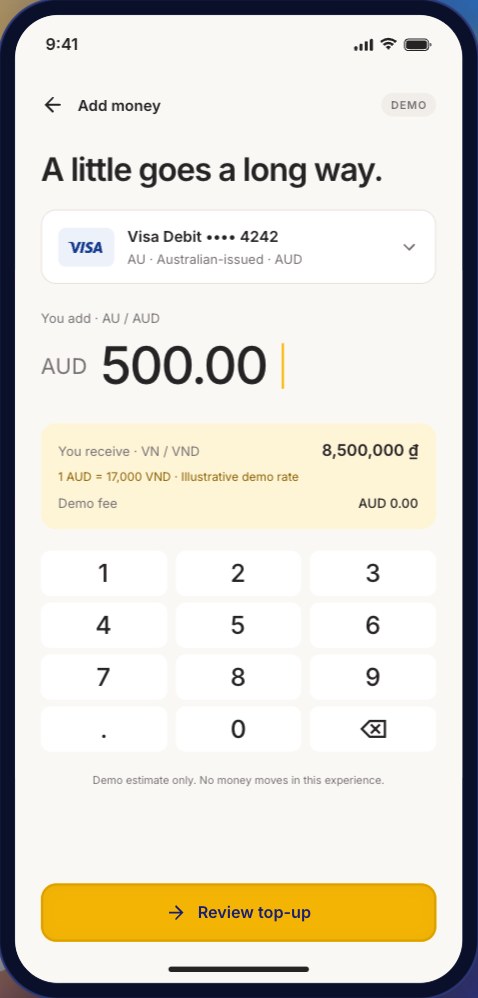 9:41
Add money
DEMO
A little goes a long way.
VISA
Visa Debit •••• 4242
AU · Australian-issued · AUD
You add · AU / AUD
AUD 500.00
You receive · VN / VND 8,500,000 ₫
1 AUD = 17,000 VND · Illustrative demo rate
Demo fee AUD 0.00
1 2 3
4 5 6
7 8 9
. 0
Demo estimate only. No money moves in this experience.
Review top-up